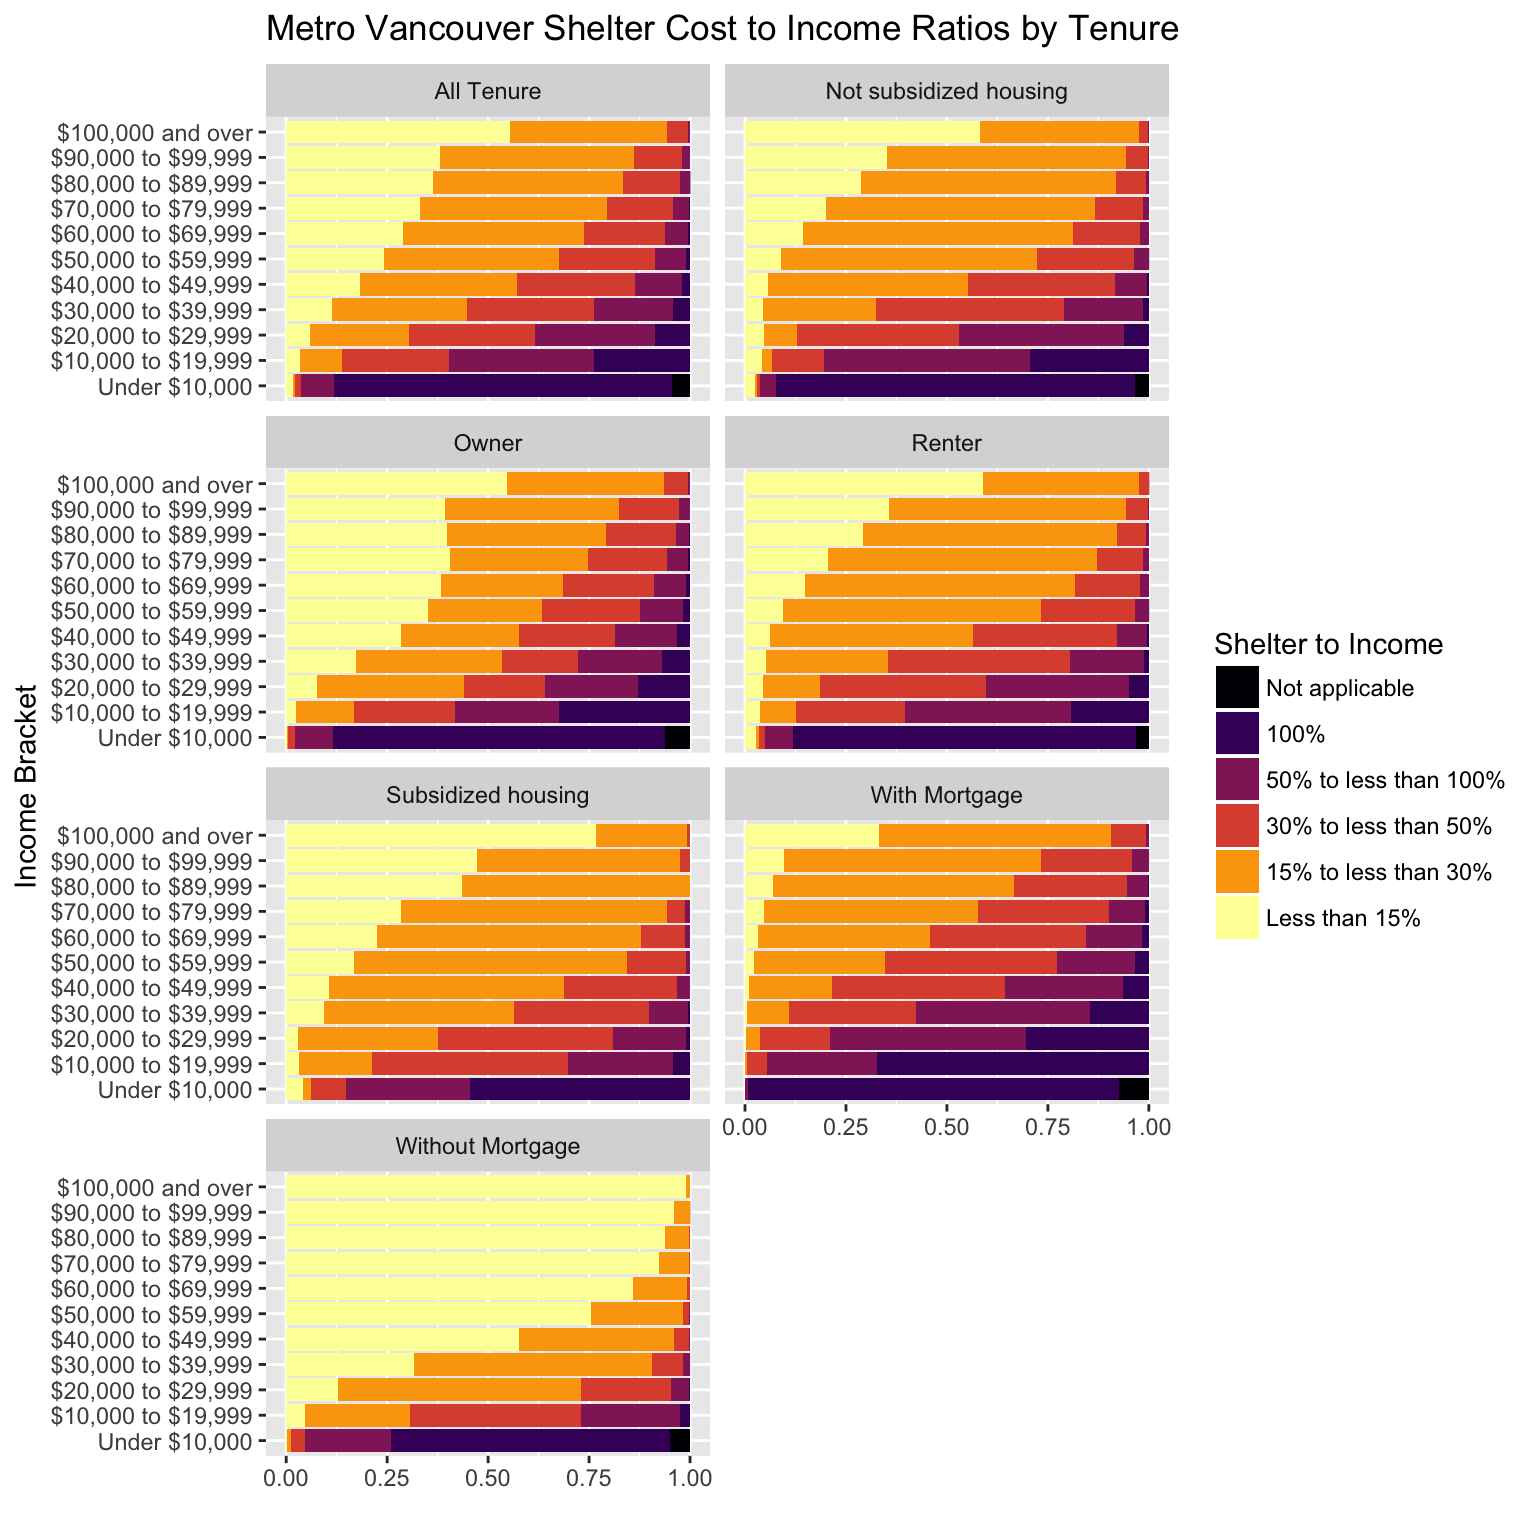 Metro Vancouver Shelter Cost to Income Ratios by Tenure
All Tenure
Not subsidized housing
$100,000 and over
$90,000 to $99,999
$80,000 to $89,999
$70,000 to $79,999
$60,000 to $69,999
$50,000 to $59,999
$40,000 to $49,999
$30,000 to $39,999
$20,000 to $29,999
$10,000 to $19,999
Under $10,000
Owner
Renter
$100,000 and over
$90,000 to $99,999
$80,000 to $89,999
$70,000 to $79,999
$60,000 to $69,999
$50,000 to $59,999
$40,000 to $49,999
$30,000 to $39,999
$20,000 to $29,999
$10,000 to $19,999
Under $10,000
Income Bracket
Subsidized housing
With Mortgage
$100,000 and over
$90,000 to $99,999
$80,000 to $89,999
$70,000 to $79,999
$60,000 to $69,999
$50,000 to $59,999
$40,000 to $49,999
$30,000 to $39,999
$20,000 to $29,999
$10,000 to $19,999
Under $10,000
0.00 0.25 0.50 0.75 1.00
Without Mortgage
$100,000 and over
$90,000 to $99,999
$80,000 to $89,999
$70,000 to $79,999
$60,000 to $69,999
$50,000 to $59,999
$40,000 to $49,999
$30,000 to $39,999
$20,000 to $29,999
$10,000 to $19,999
Under $10,000
0.00 0.25 0.50 0.75 1.00
Shelter to Income
Not applicable
100%
50% to less than 100%
30% to less than 50%
15% to less than 30%
Less than 15%